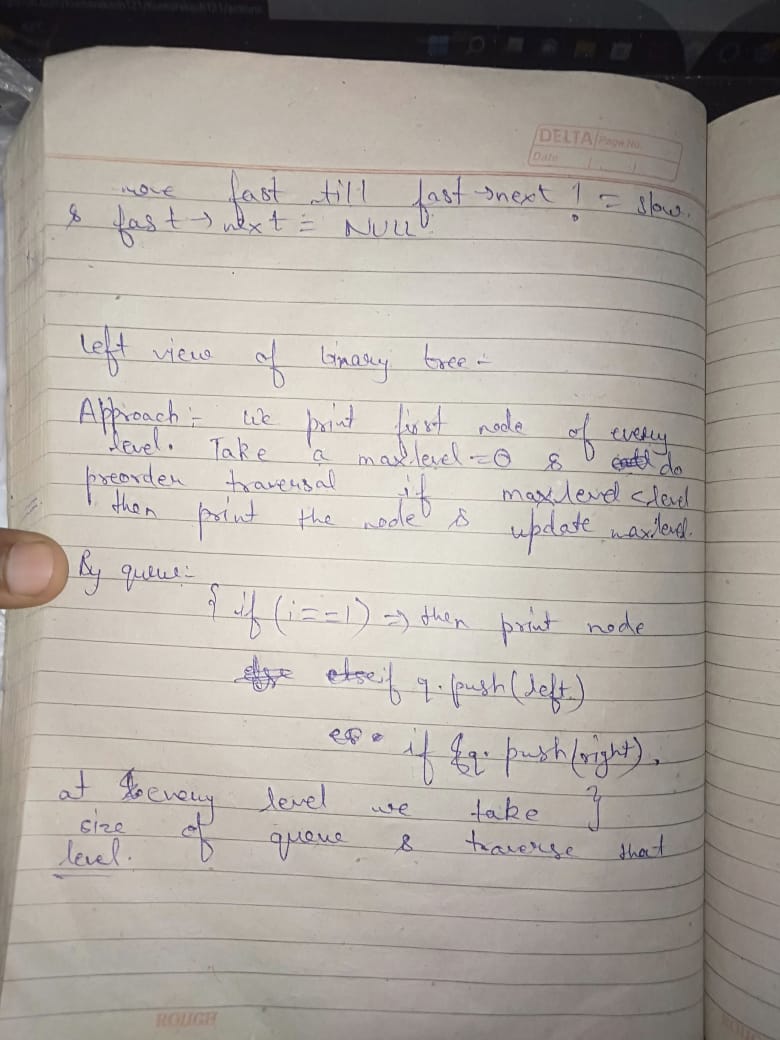 DELTA Page No.
Date
move fast till fast→next != slow.
& fast → next = NULL
left view of binary tree :-
Approach :- we print first node of every
level. Take a maxlevel=0 & do
preorder traversal if maxlevel < level
then print the node & update maxlevel.
By queue:-
{ if (i==1) => then print node
if q.push(left)
if q. push(right),
at every level we take }
size of queue & traverse that
level.
ROUGH